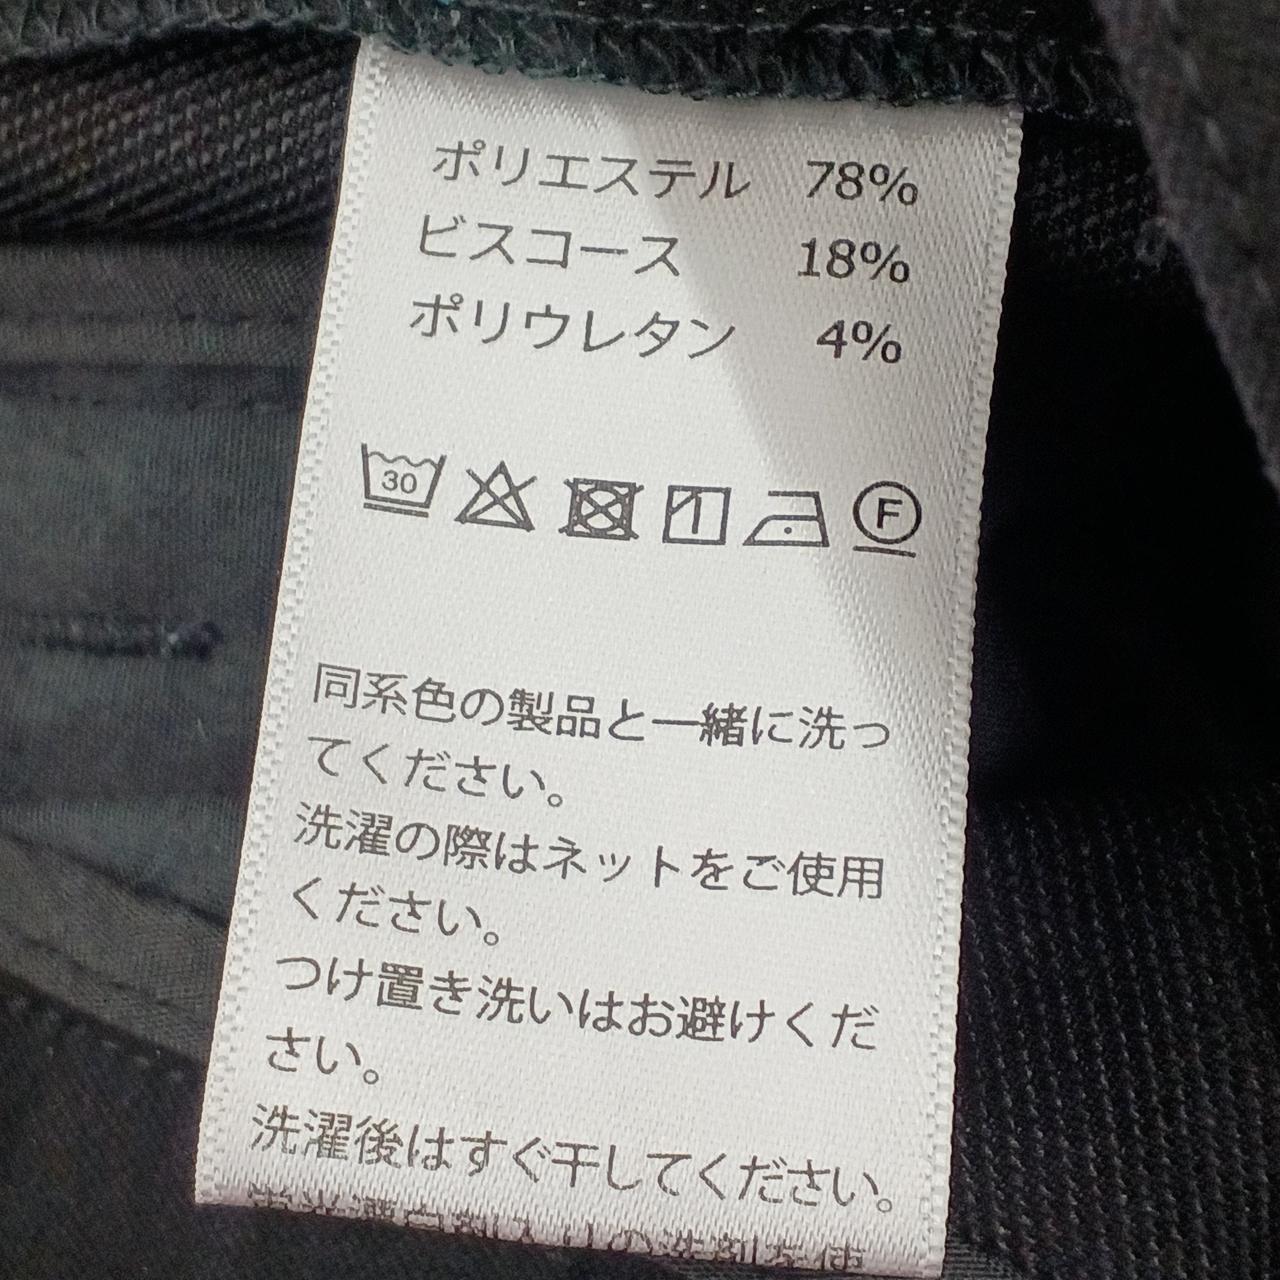 ポリエステル 78%
ビスコース 18%
ポリウレタン 4%
30 F
同系色の製品と一緒に洗っ
てください。
洗濯の際はネットをご使用
ください。
つけ置き洗いはお避けくだ
さい。
洗濯後はすぐ干してください。